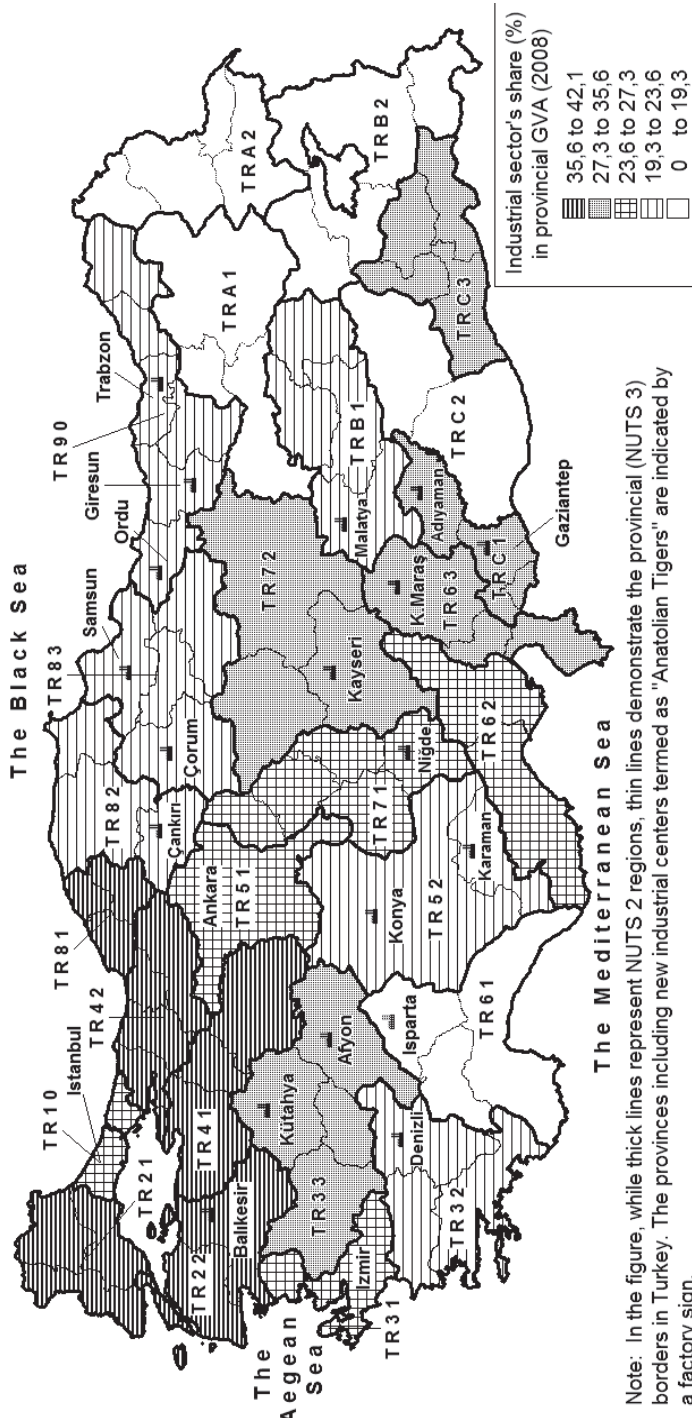 The Black Sea
TR90
TR83
Trabzon
Samsun
Giresun
Ordu
TR81
TR82
TR42
TR10
Istanbul
TR21
Çankırı
Çorum
TRA1
TRA2
TR72
Ankara
TR51
TR41
TR22
Balıkesir
The
Aegean
Sea
Kütahya
TR33
Afyon
Izmir
TR31
Kayseri
TRB1
Malatya
TRB2
TR71
Niğde
Konya
TR52
Karaman
Isparta
TR61
Denizli
TR32
TR62
K.Maraş
TR63
Adıyaman
TRC1
Gaziantep
TRC2
TRC3
The Mediterranean Sea
Industrial sector's share (%)
in provincial GVA (2008)
35,6 to 42,1
27,3 to 35,6
23,6 to 27,3
19,3 to 23,6
0 to 19,3
Note: In the figure, while thick lines represent NUTS 2 regions, thin lines demonstrate the provincial (NUTS 3)
borders in Turkey. The provinces including new industrial centers termed as "Anatolian Tigers" are indicated by
a factory sign.